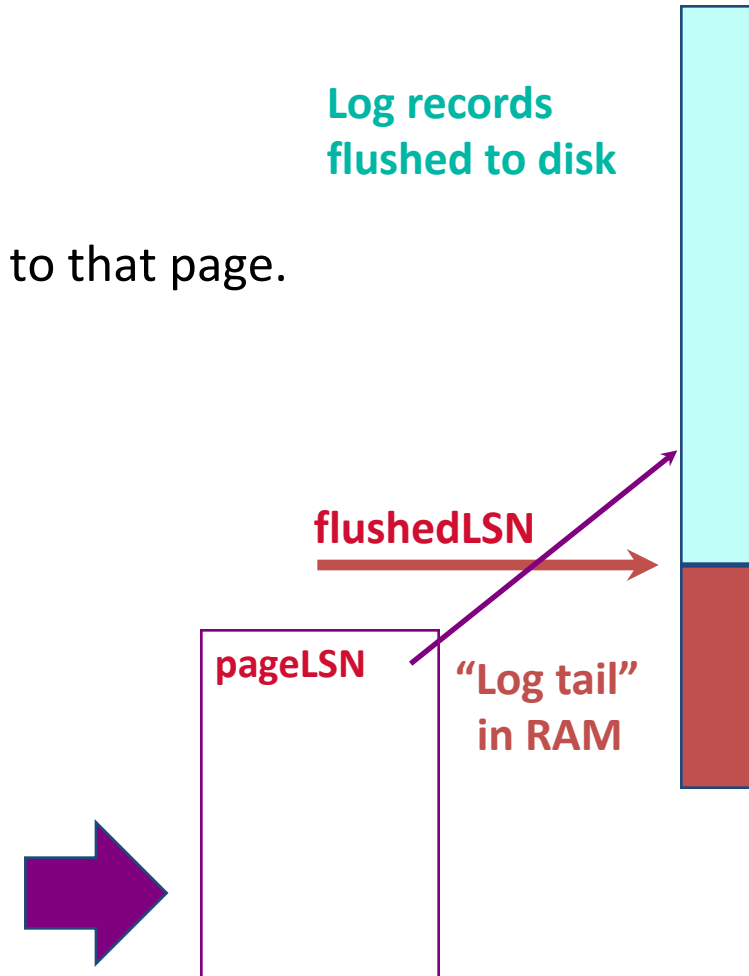 Log records
flushed to disk
to that page.
flushedLSN
pageLSN
“Log tail”
in RAM